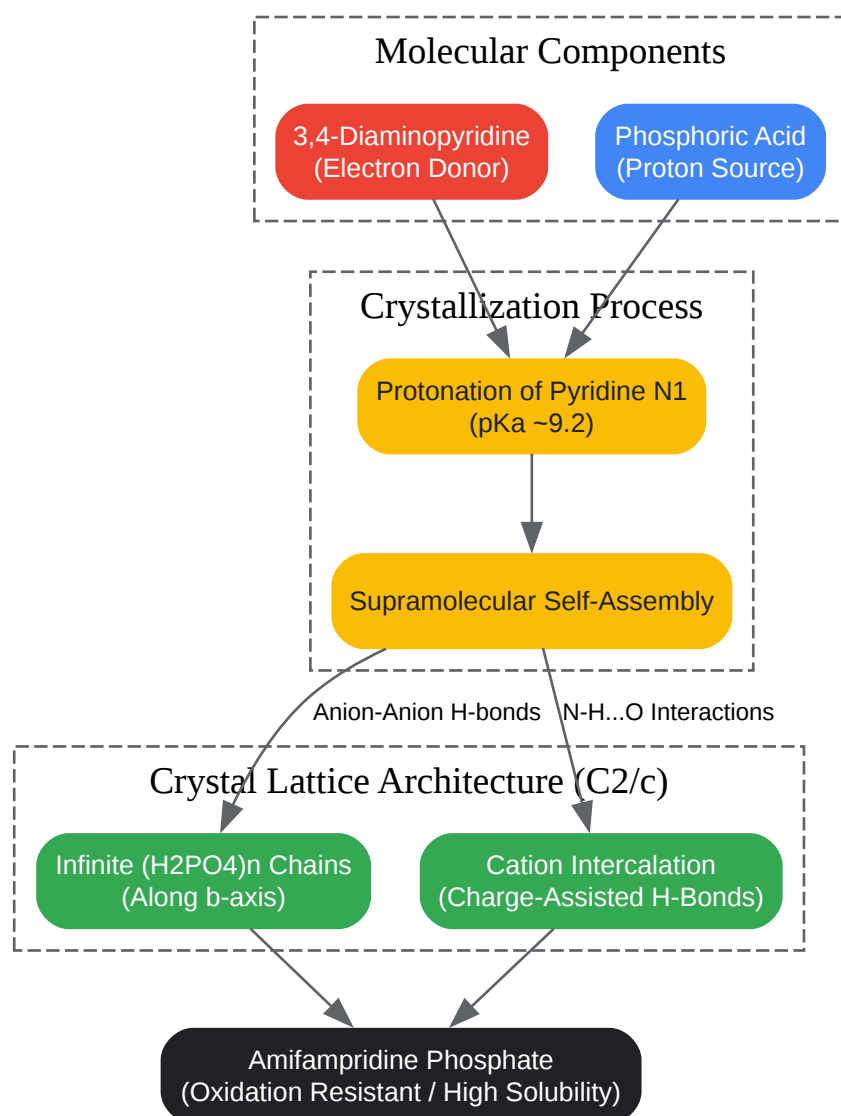 Molecular Components
3,4-Diaminopyridine
(Electron Donor)
Phosphoric Acid
(Proton Source)
Crystallization Process
Protonation of Pyridine N1
(pKa ~9.2)
Supramolecular Self-Assembly
Anion-Anion H-bonds
N-H...O Interactions
Crystal Lattice Architecture (C2/c)
Infinite (H2PO4)n Chains
(Along b-axis)
Cation Intercalation
(Charge-Assisted H-Bonds)
Amifampridine Phosphate
(Oxidation Resistant / High Solubility)